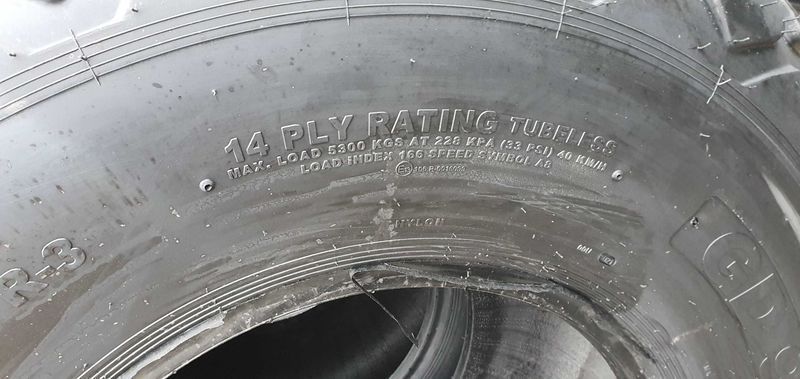 14 PLY RATING TUBELESS
MAX. LOAD 5300 KGS AT 228 KPA (33 PSI) 40 KM/H
LOAD INDEX 166 SPEED SYMBOL A8
NYLON
R-3